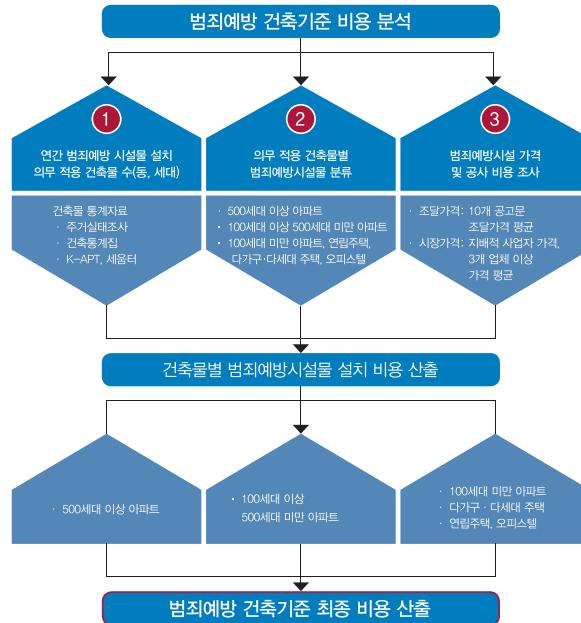 범죄예방 건축기준 비용 분석
1
연간 범죄예방 시설물 설치
의무 적용 건축물 수(동, 세대)
건축물 통계자료
· 주거실태조사
· 건축통계집
· K-APT, 세움터
2
의무 적용 건축물별
범죄예방시설물 분류
· 500세대 이상 아파트
· 100세대 이상 500세대 미만 아파트
· 100세대 미만 아파트, 연립주택,
다가구·다세대 주택, 오피스텔
3
범죄예방시설 가격
및 공사 비용 조사
· 조달가격: 10개 공고문
조달가격 평균
· 시장가격: 지배적 사업자 가격,
3개 업체 이상
가격 평균
건축물별 범죄예방시설물 설치 비용 산출
· 500세대 이상 아파트
· 100세대 이상
500세대 미만 아파트
· 100세대 미만 아파트
· 다가구 · 다세대 주택
· 연립주택, 오피스텔
범죄예방 건축기준 최종 비용 산출